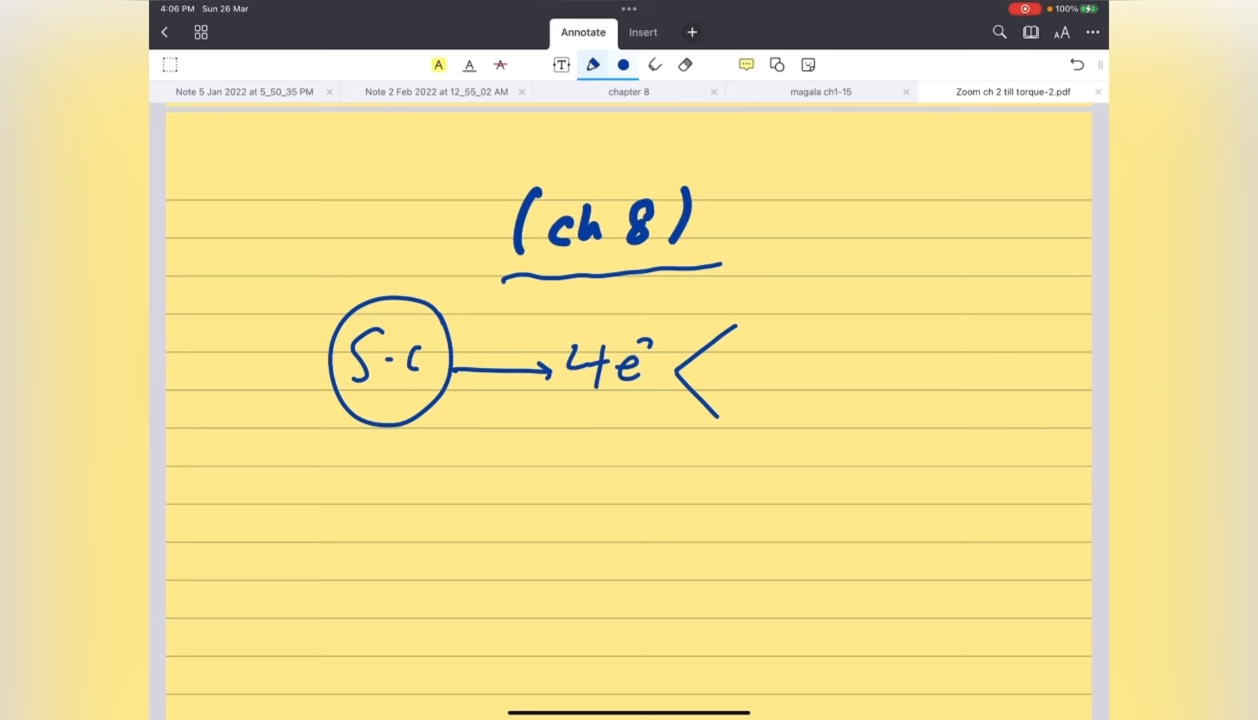 4:06 PM Sun 26 Mar
100%
Annotate Insert
Note 5 Jan 2022 at 5_50_35 PM Note 2 Feb 2022 at 12_55_02 AM chapter 8 magala ch1-15 Zoom ch 2 till torque-2.pdf
(ch 8)
S-C → 4e⁻ <